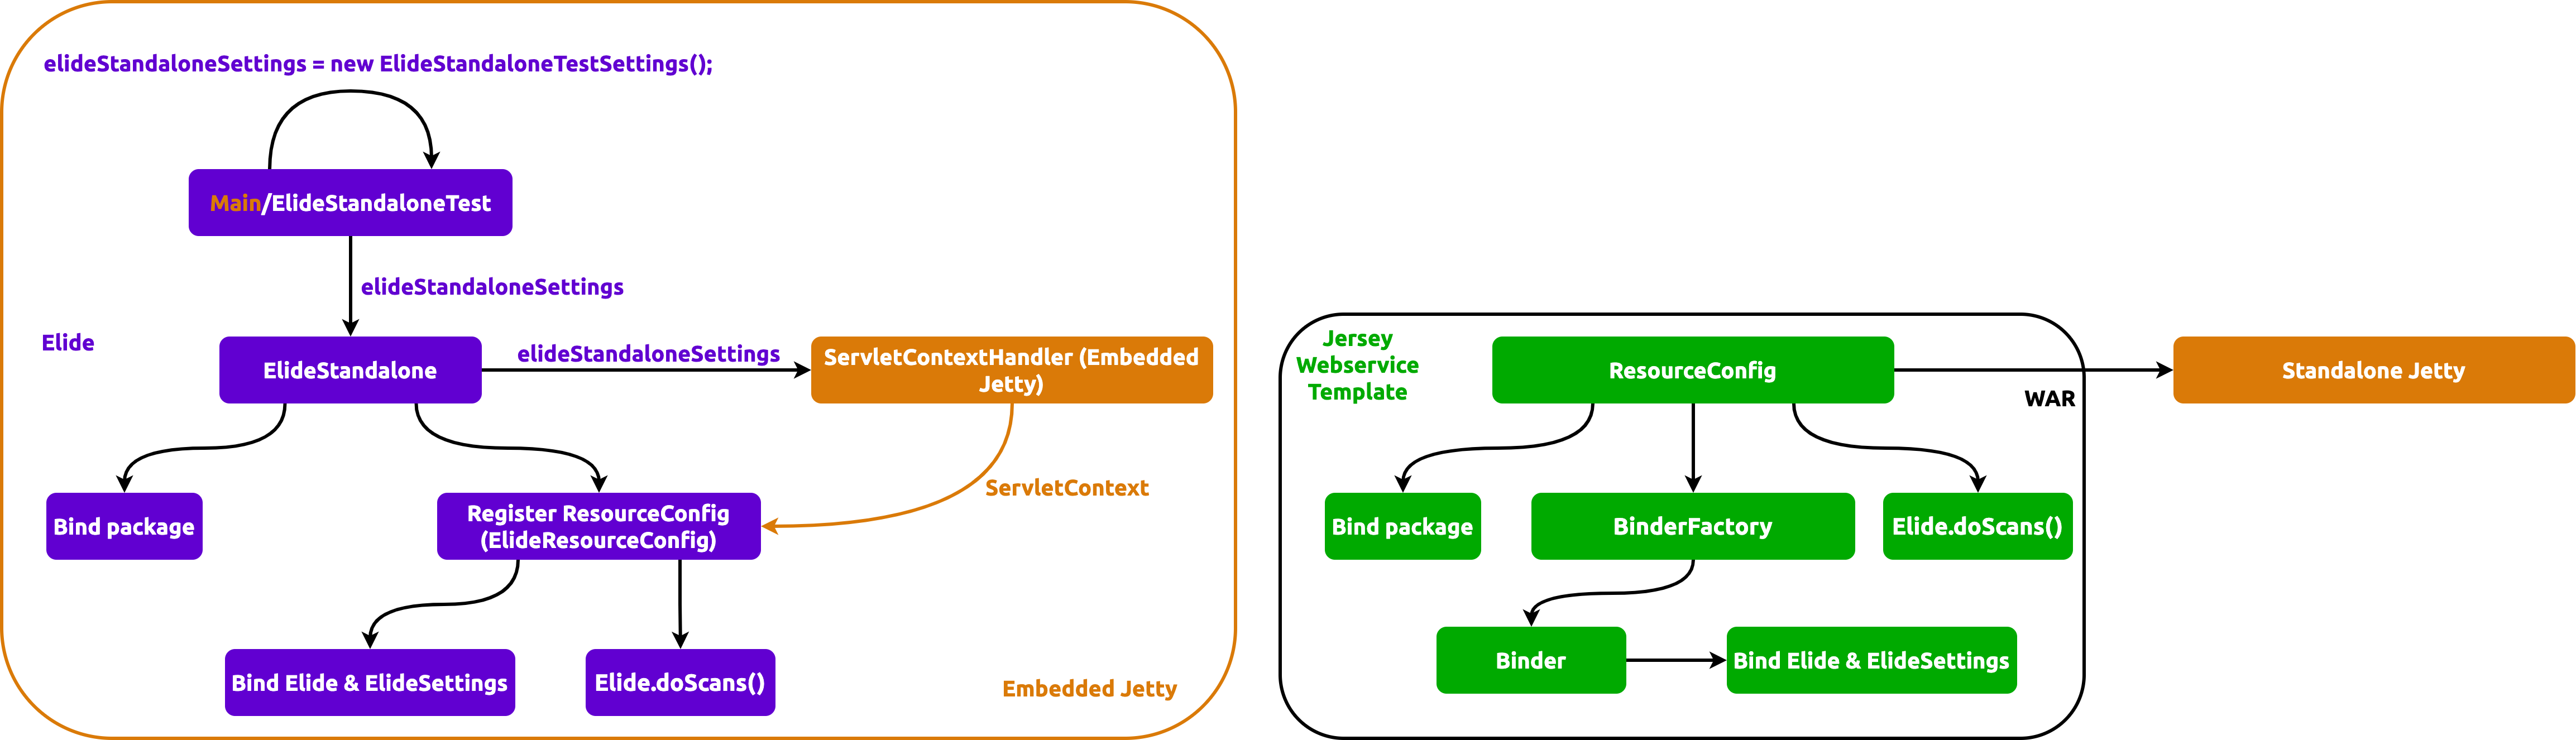 elideStandaloneSettings = new ElideStandaloneTestSettings();
Main/ElideStandaloneTest
elideStandaloneSettings
Elide
ElideStandalone
elideStandaloneSettings
ServletContextHandler (Embedded
Jetty)
ServletContext
Bind package
Register ResourceConfig
(ElideResourceConfig)
Bind Elide & ElideSettings
Elide.doScans()
Embedded Jetty
Jersey
Webservice
Template
ResourceConfig
WAR
Standalone Jetty
Bind package
BinderFactory
Elide.doScans()
Binder
Bind Elide & ElideSettings